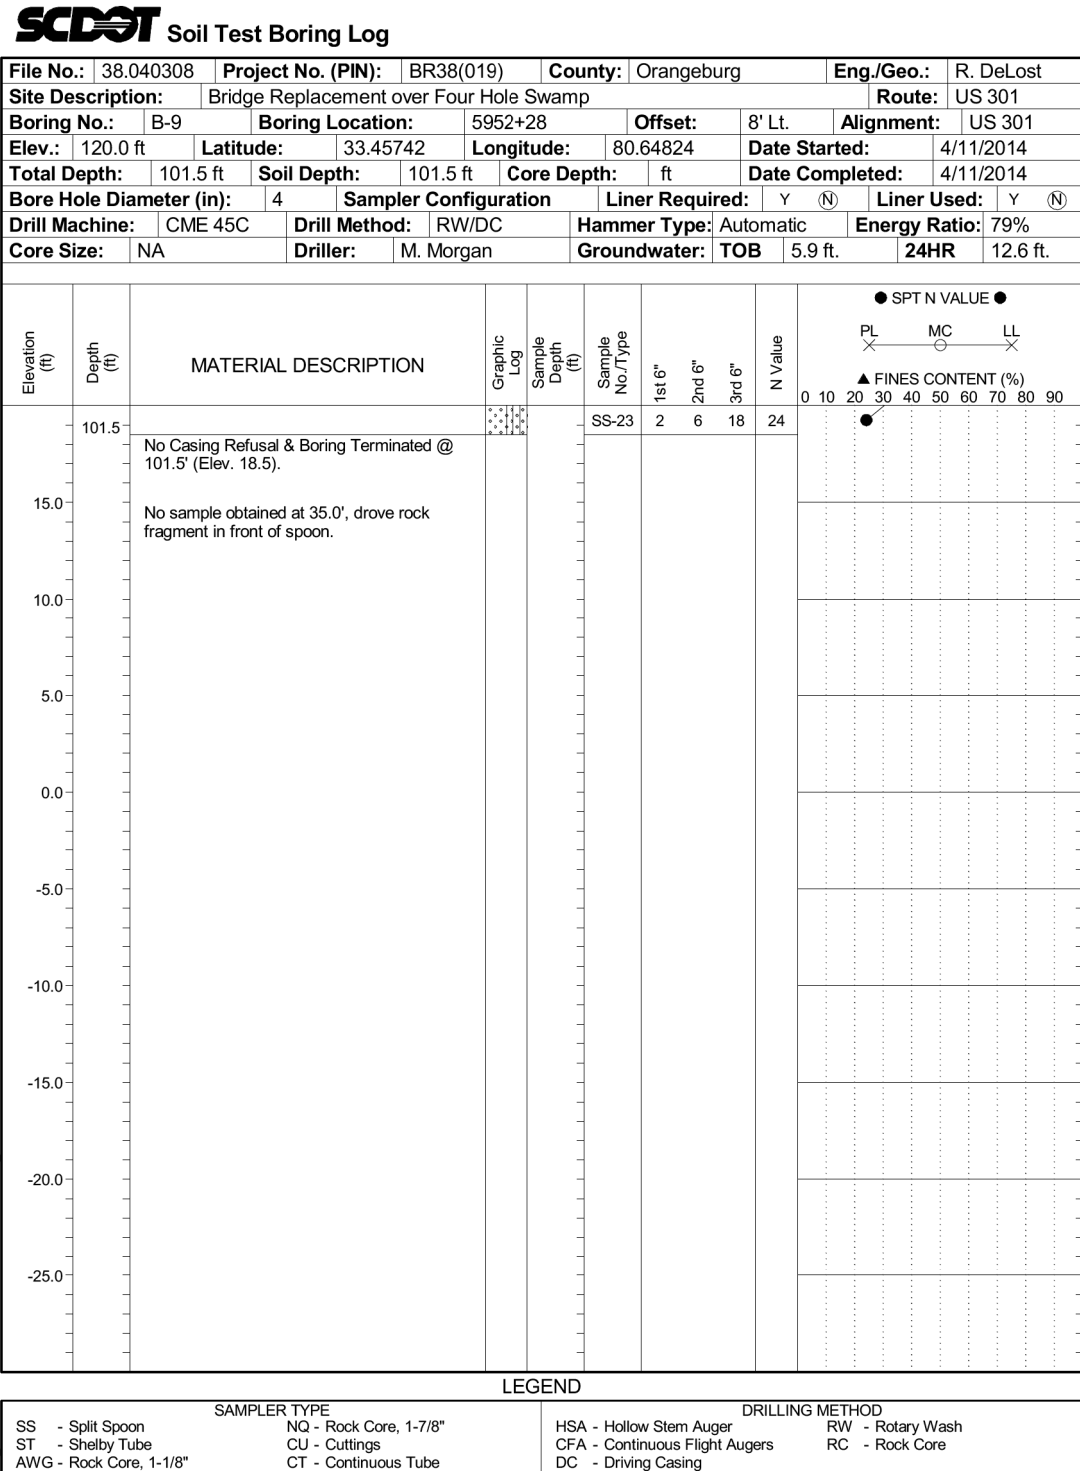 SCDOT Soil Test Boring Log
File No.: 38.040308 Project No. (PIN): BR38(019) County: Orangeburg Eng./Geo.: R. DeLost
Site Description: Bridge Replacement over Four Hole Swamp Route: US 301
Boring No.: B-9 Boring Location: 5952+28 Offset: 8' Lt. Alignment: US 301
Elev.: 120.0 ft Latitude: 33.45742 Longitude: 80.64824 Date Started: 4/11/2014
Total Depth: 101.5 ft Soil Depth: 101.5 ft Core Depth: ft Date Completed: 4/11/2014
Bore Hole Diameter (in): 4 Sampler Configuration Liner Required: Y N Liner Used: Y N
Drill Machine: CME 45C Drill Method: RW/DC Hammer Type: Automatic Energy Ratio: 79%
Core Size: NA Driller: M. Morgan Groundwater: TOB 5.9 ft. 24HR 12.6 ft.
Elevation (ft)
Depth (ft)
MATERIAL DESCRIPTION
Graphic Log
Sample Depth (ft)
Sample No./Type
1st 6"
2nd 6"
3rd 6"
N Value
● SPT N VALUE ●
PL MC LL
▲ FINES CONTENT (%)
0 10 20 30 40 50 60 70 80 90
101.5 SS-23 2 6 18 24
No Casing Refusal & Boring Terminated @
101.5' (Elev. 18.5).
15.0
No sample obtained at 35.0', drove rock
fragment in front of spoon.
10.0
5.0
0.0
-5.0
-10.0
-15.0
-20.0
-25.0
LEGEND
SAMPLER TYPE DRILLING METHOD
SS - Split Spoon NQ - Rock Core, 1-7/8" HSA - Hollow Stem Auger RW - Rotary Wash
ST - Shelby Tube CU - Cuttings CFA - Continuous Flight Augers RC - Rock Core
AWG - Rock Core, 1-1/8" CT - Continuous Tube DC - Driving Casing